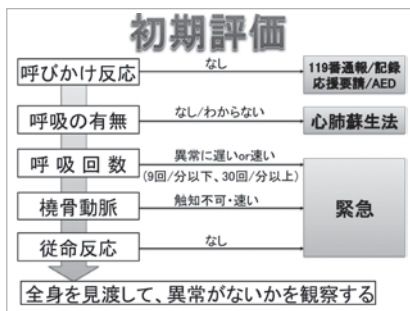 初期評価
呼びかけ反応
なし
119番通報/記録
応援要請/AED
呼吸の有無
なし/わからない
心肺蘇生法
呼吸回数
異常に遅いor速い
(9回/分以下、30回/分以上)
緊急
橈骨動脈
触知不可・速い
従命反応
なし
全身を見渡して、異常がないかを観察する